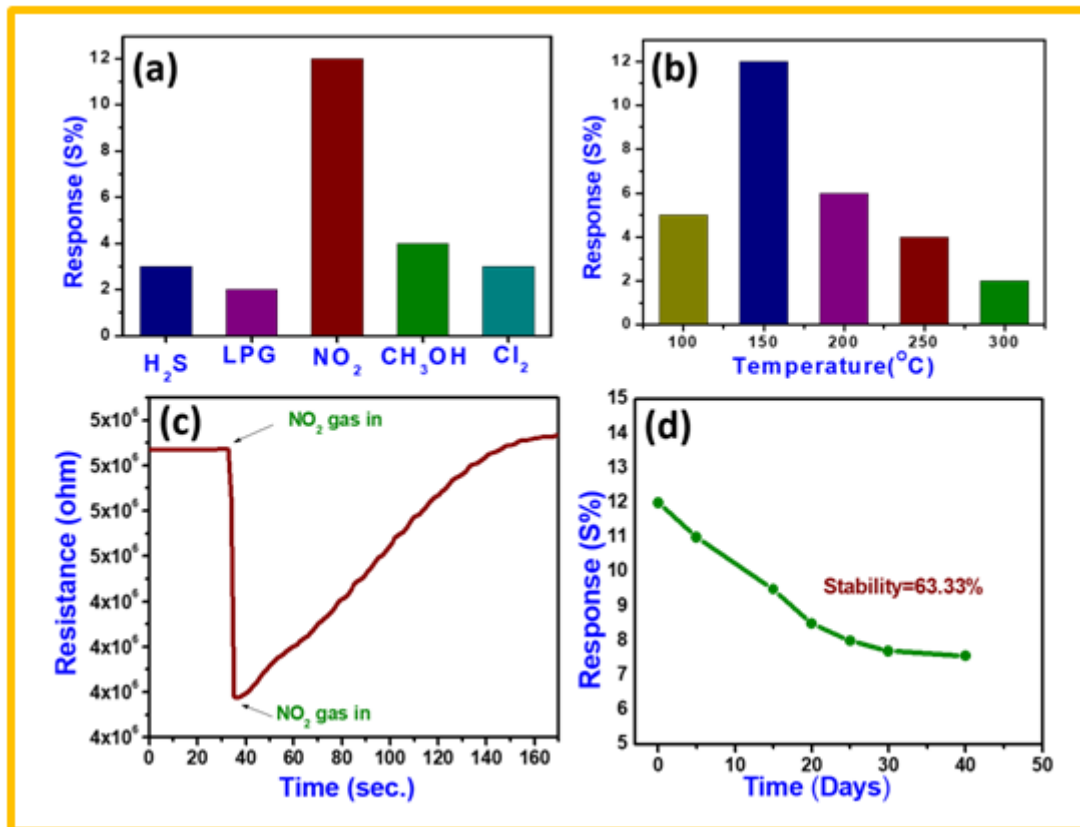 (a)
Response (S%)
12
10
8
6
4
2
0
H₂S LPG NO₂ CH₃OH Cl₂
(b)
Response (S%)
12
10
8
6
4
2
0
100 150 200 250 300
Temperature(°C)
(c)
NO₂ gas in
Resistance (ohm)
5x10⁶
5x10⁶
5x10⁶
5x10⁶
4x10⁶
4x10⁶
4x10⁶
4x10⁶
NO₂ gas in
0 20 40 60 80 100 120 140 160
Time (sec.)
(d)
Response (S%)
15
14
13
12
11
10
9
8
7
6
5
Stability=63.33%
0 10 20 30 40 50
Time (Days)